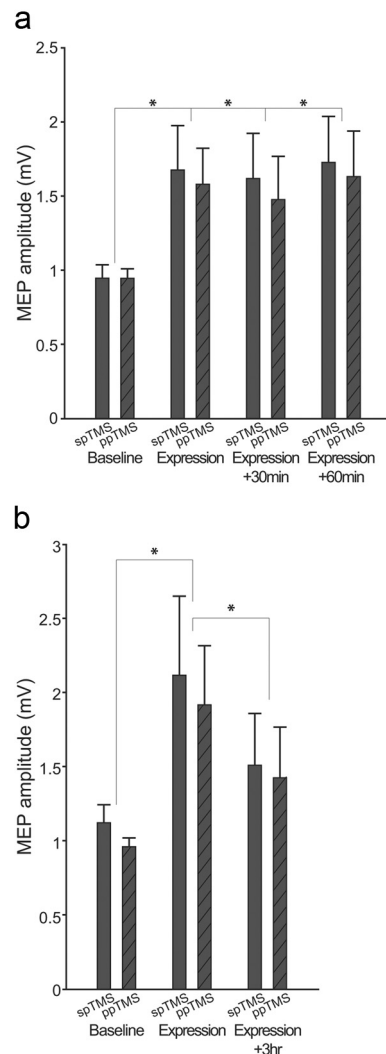 a
MEP amplitude (mV)
2.5
2
1.5
1
0.5
0
* * *
spTMS ppTMS spTMS ppTMS spTMS ppTMS spTMS ppTMS
Baseline Expression Expression Expression
+30min +60min
b
MEP amplitude (mV)
3
2.5
2
1.5
1
0.5
0
*
*
spTMS ppTMS spTMS ppTMS spTMS ppTMS
Baseline Expression Expression
+3hr